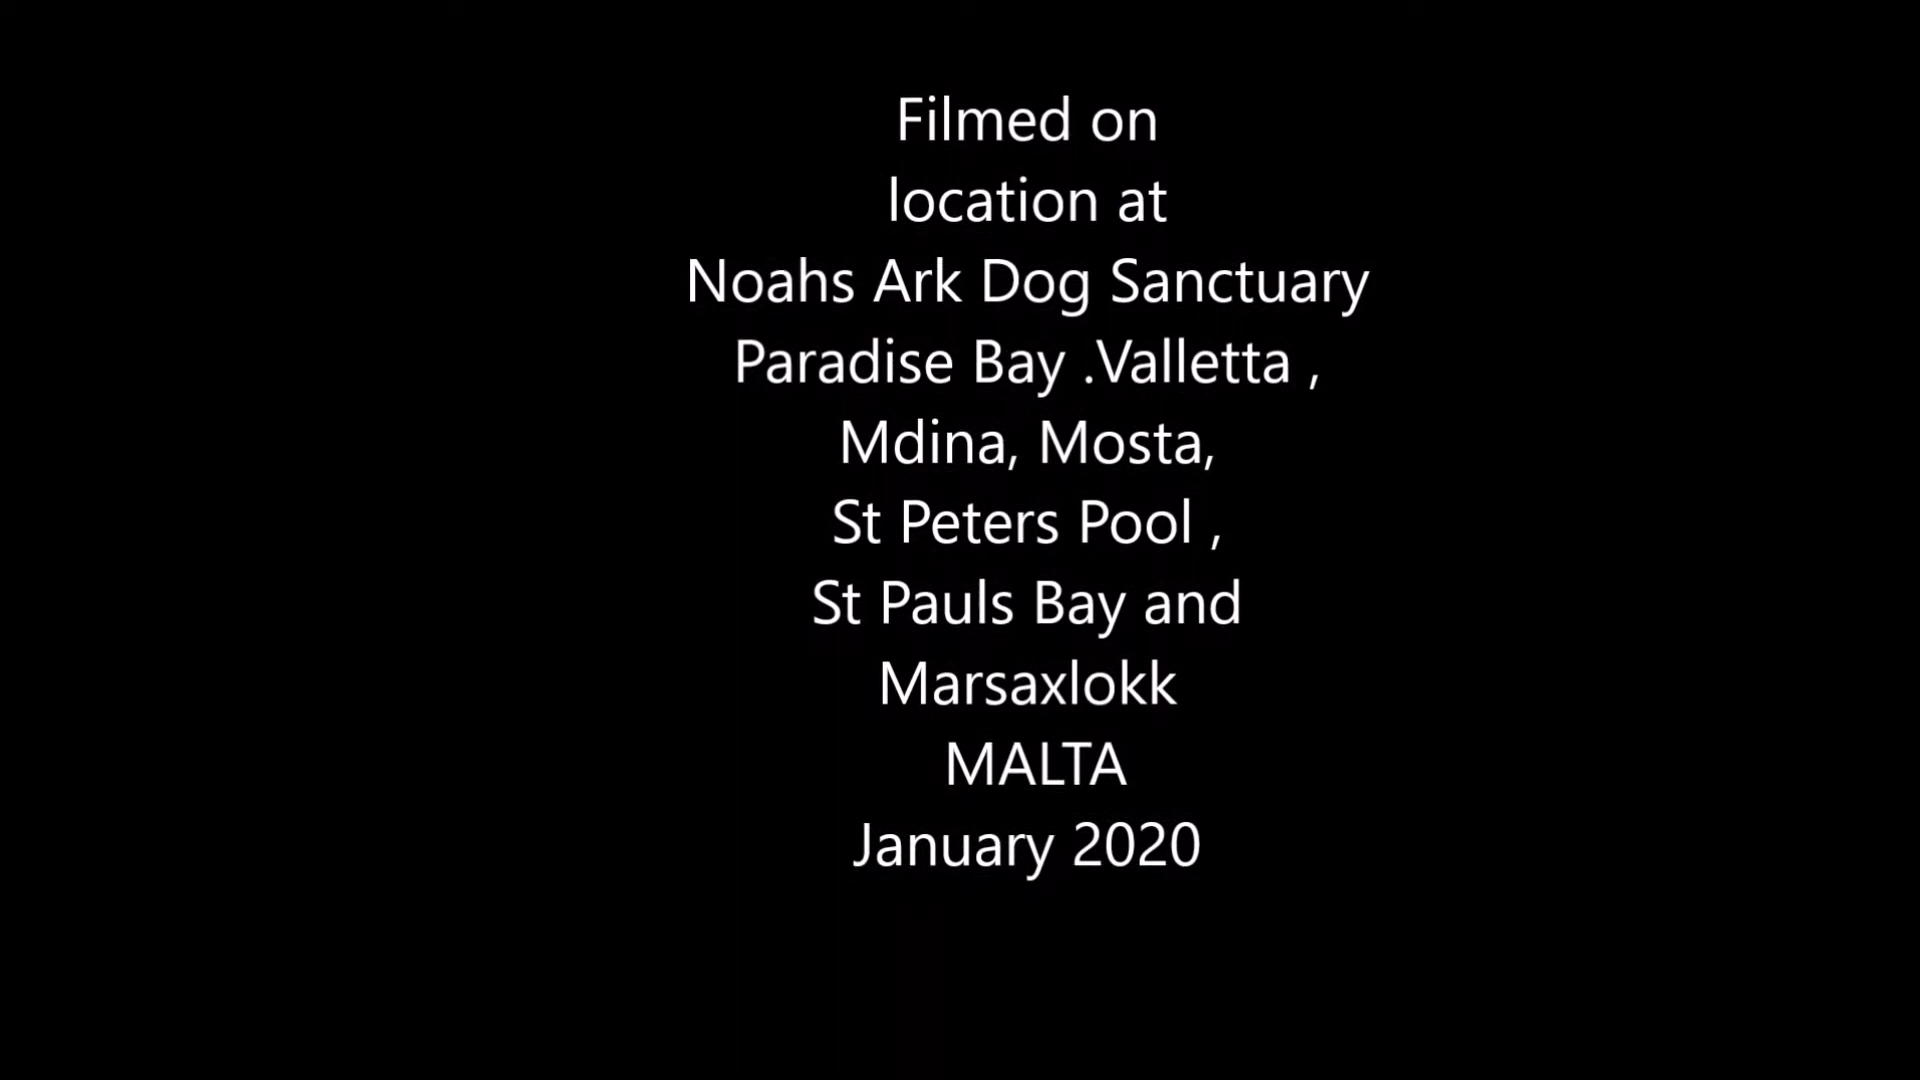 Filmed on
location at
Noahs Ark Dog Sanctuary
Paradise Bay .Valletta ,
Mdina, Mosta,
St Peters Pool ,
St Pauls Bay and
Marsaxlokk
MALTA
January 2020